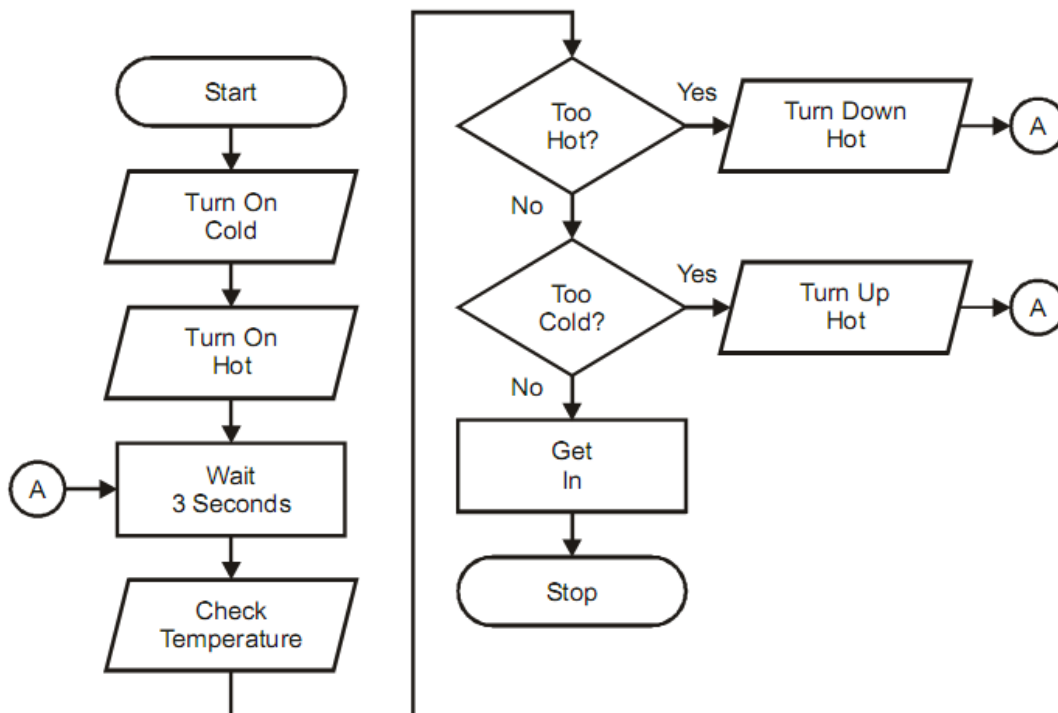 Start
Turn On
Cold
Turn On
Hot
A
Wait
3 Seconds
Check
Temperature
Too
Hot?
Yes
Turn Down
Hot
A
No
Too
Cold?
Yes
Turn Up
Hot
A
No
Get
In
Stop